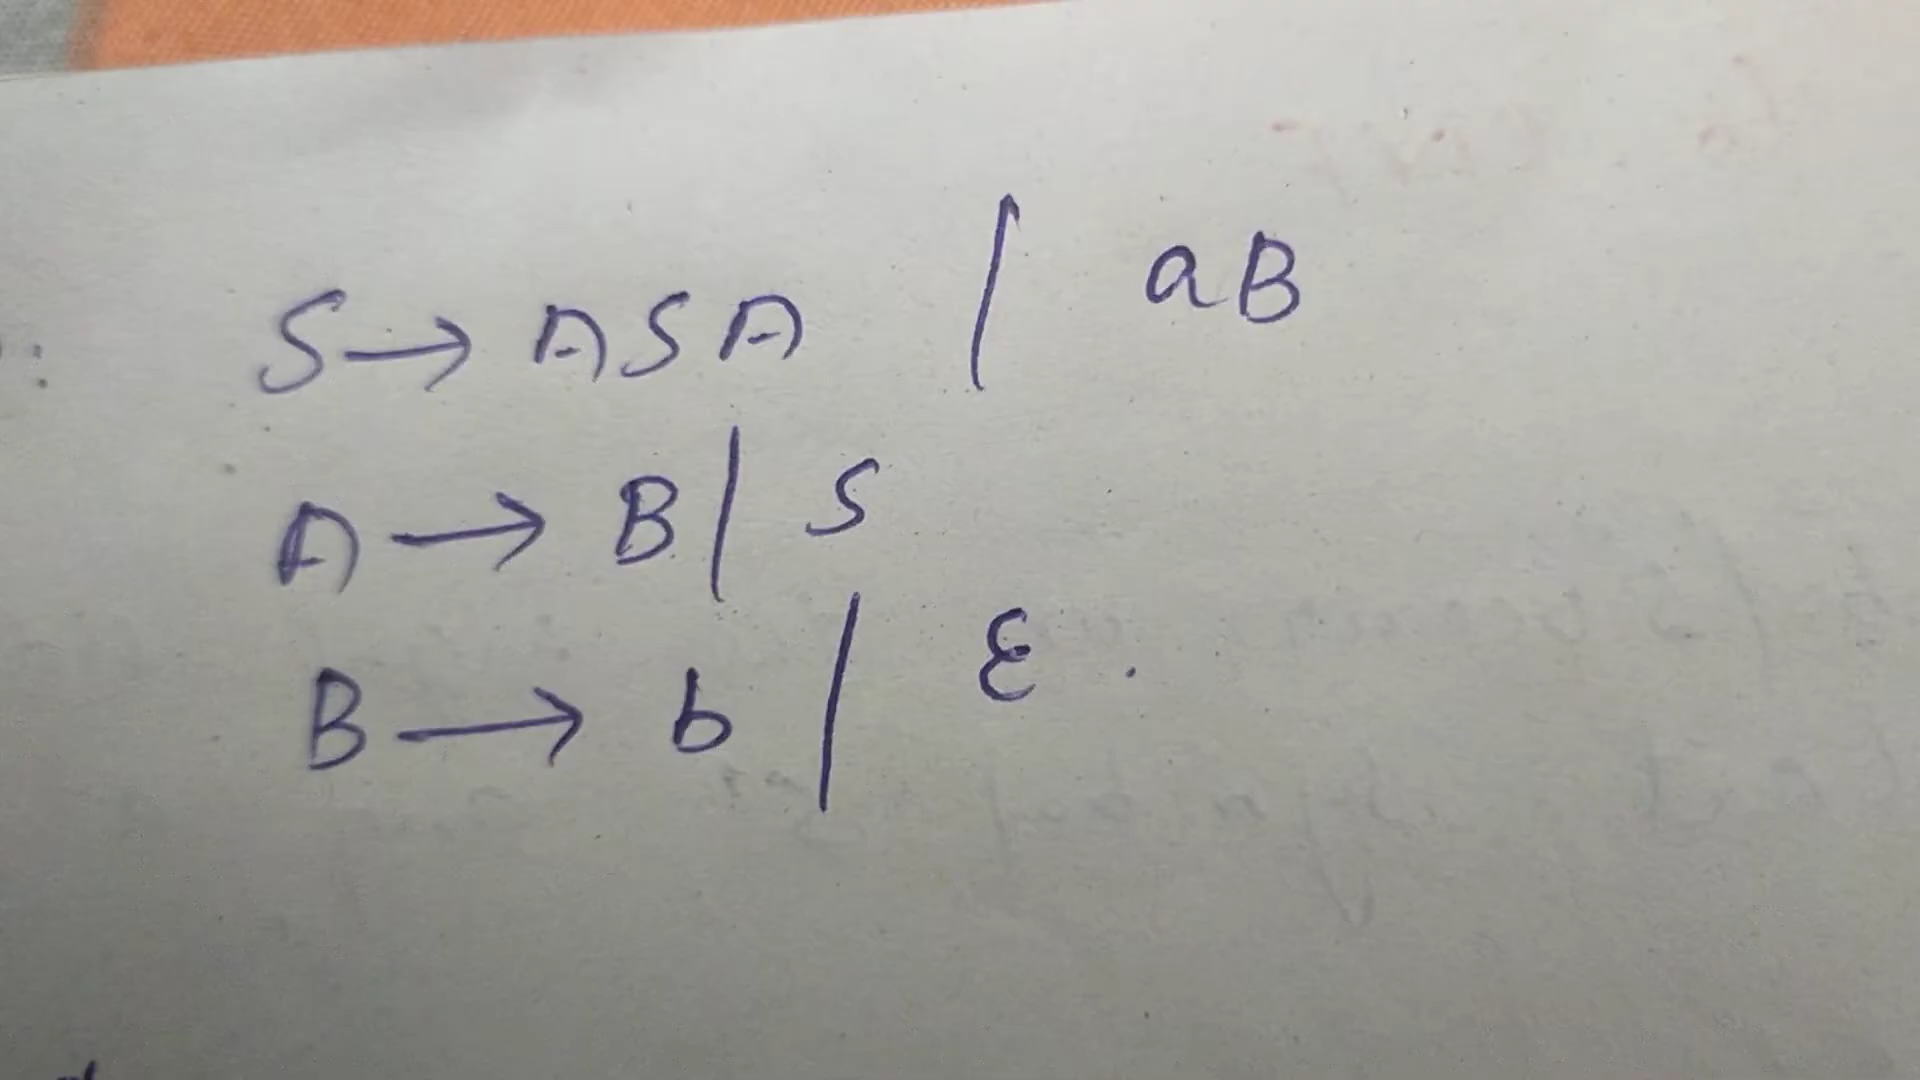 S → ASA | aB
A → B | S
B → b | ε .